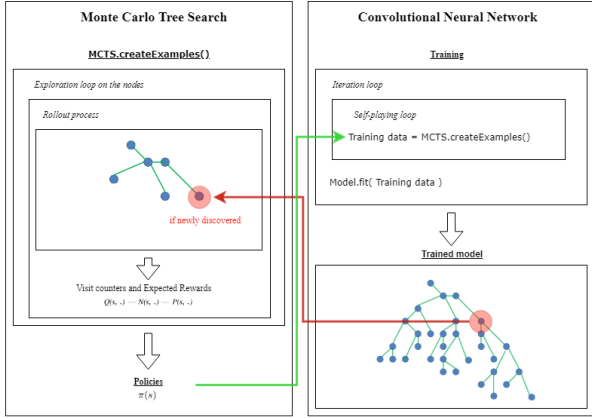 Monte Carlo Tree Search
MCTS.createExamples()
Exploration loop on the nodes
Rollout process
if newly discovered
Visit counters and Expected Rewards
Q(s, .) — N(s, .) — P(s, .)
Policies
π(s)
Convolutional Neural Network
Training
Iteration loop
Self-playing loop
Training data = MCTS.createExamples()
Model.fit( Training data )
Trained model